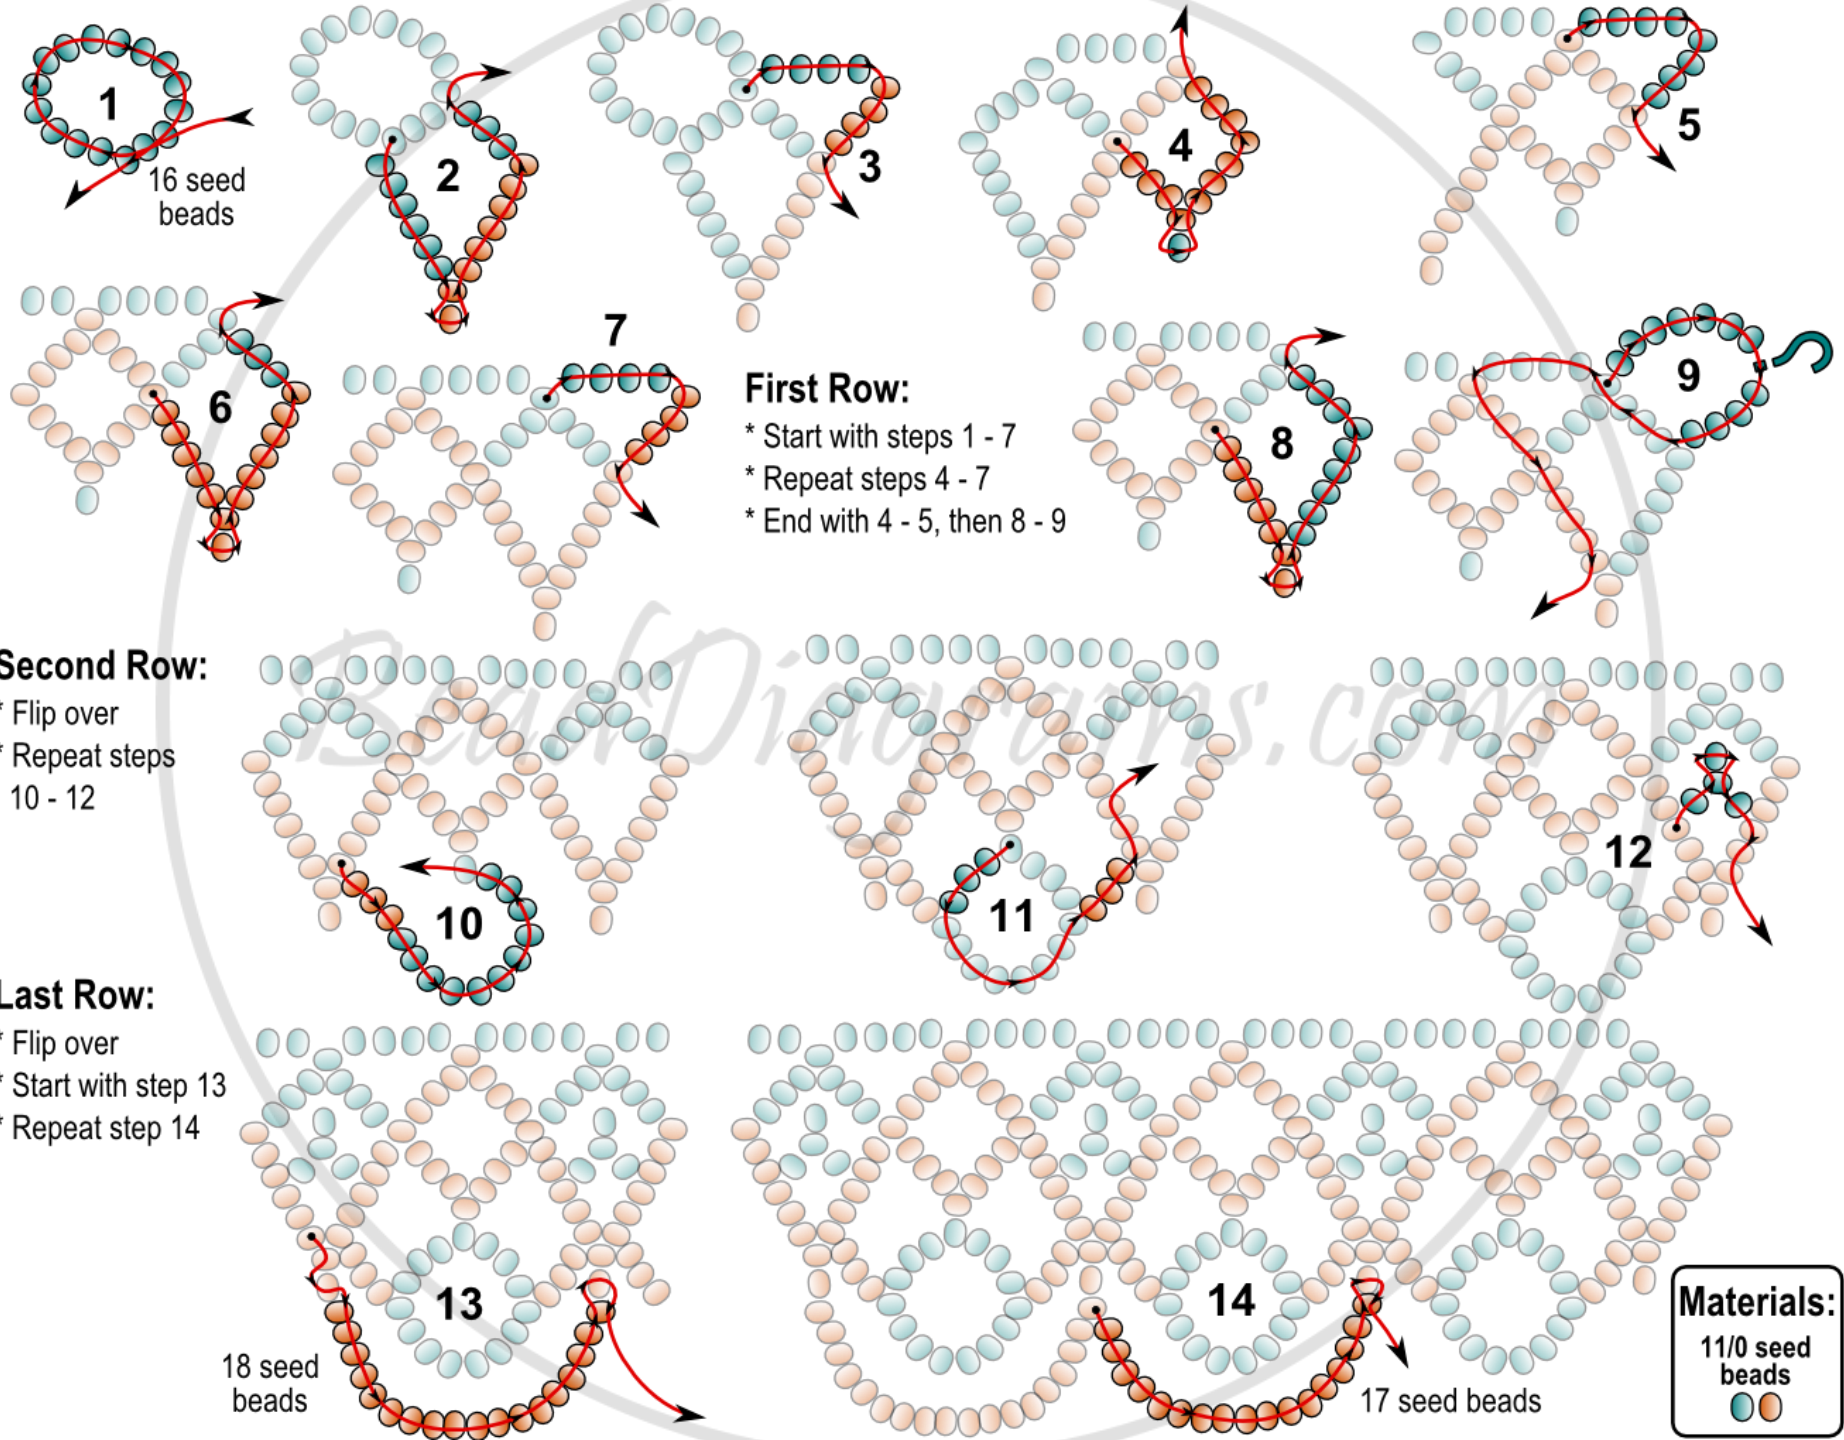 1
16 seed
beads
2
3
4
5
6
7
First Row:
* Start with steps 1 - 7
* Repeat steps 4 - 7
* End with 4 - 5, then 8 - 9
8
9
Second Row:
* Flip over
* Repeat steps
10 - 12
BeadDiagrams.com
10
11
12
Last Row:
* Flip over
* Start with step 13
* Repeat step 14
13
18 seed
beads
14
17 seed beads
Materials:
11/0 seed
beads